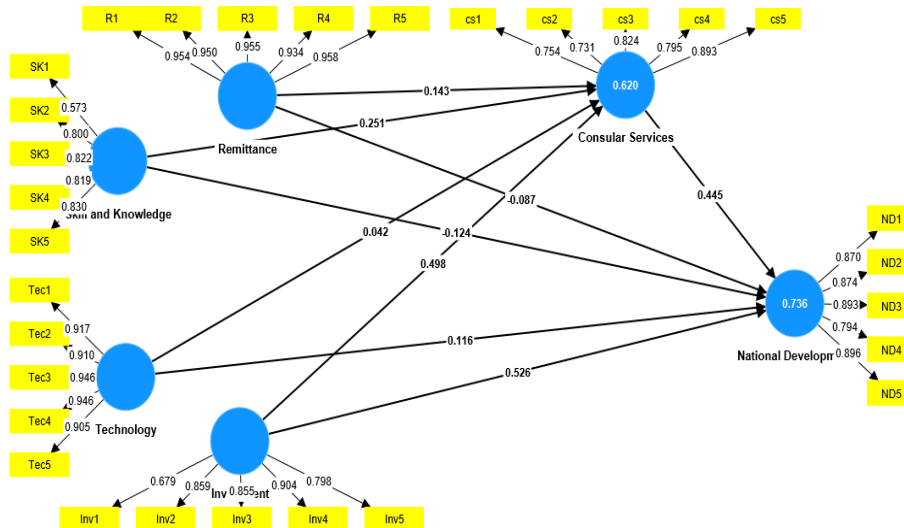 R1 R2 R3 R4 R5
cs1 cs2 cs3 cs4 cs5
0.954 0.950 0.955 0.934 0.958
0.754 0.731 0.824 0.795 0.893
SK1
SK2
SK3
SK4
SK5
0.573
0.800
0.822
0.819
0.830
Remittance
0.620
Consular Services
Skill and Knowledge
0.143
0.251
-0.087
0.445
0.042
-0.124
0.498
ND1
ND2
ND3
ND4
ND5
0.870
0.874
0.893
0.794
0.896
0.736
National Developm
Tec1
Tec2
Tec3
Tec4
Tec5
0.917
0.910
0.946
0.946
0.905
Technology
0.116
0.526
0.679 0.859 0.855 0.904 0.798
Inv1 Inv2 Inv3 Inv4 Inv5